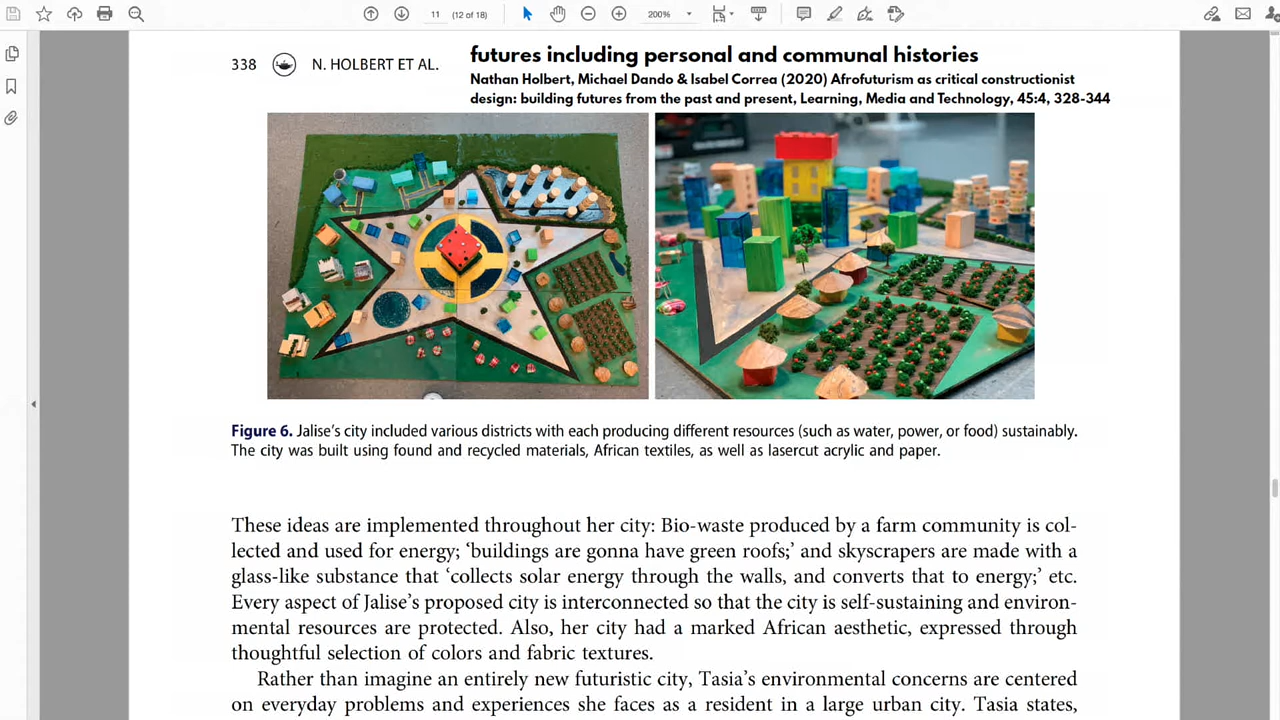 11 (12 of 18) 200%
futures including personal and communal histories
338 N. HOLBERT ET AL.
Nathan Holbert, Michael Dando & Isabel Correa (2020) Afrofuturism as critical constructionist
design: building futures from the past and present, Learning, Media and Technology, 45:4, 328-344
Figure 6. Jalise's city included various districts with each producing different resources (such as water, power, or food) sustainably.
The city was built using found and recycled materials, African textiles, as well as lasercut acrylic and paper.
These ideas are implemented throughout her city: Bio-waste produced by a farm community is col-
lected and used for energy; 'buildings are gonna have green roofs;' and skyscrapers are made with a
glass-like substance that 'collects solar energy through the walls, and converts that to energy;' etc.
Every aspect of Jalise's proposed city is interconnected so that the city is self-sustaining and environ-
mental resources are protected. Also, her city had a marked African aesthetic, expressed through
thoughtful selection of colors and fabric textures.
Rather than imagine an entirely new futuristic city, Tasia's environmental concerns are centered
on everyday problems and experiences she faces as a resident in a large urban city. Tasia states,